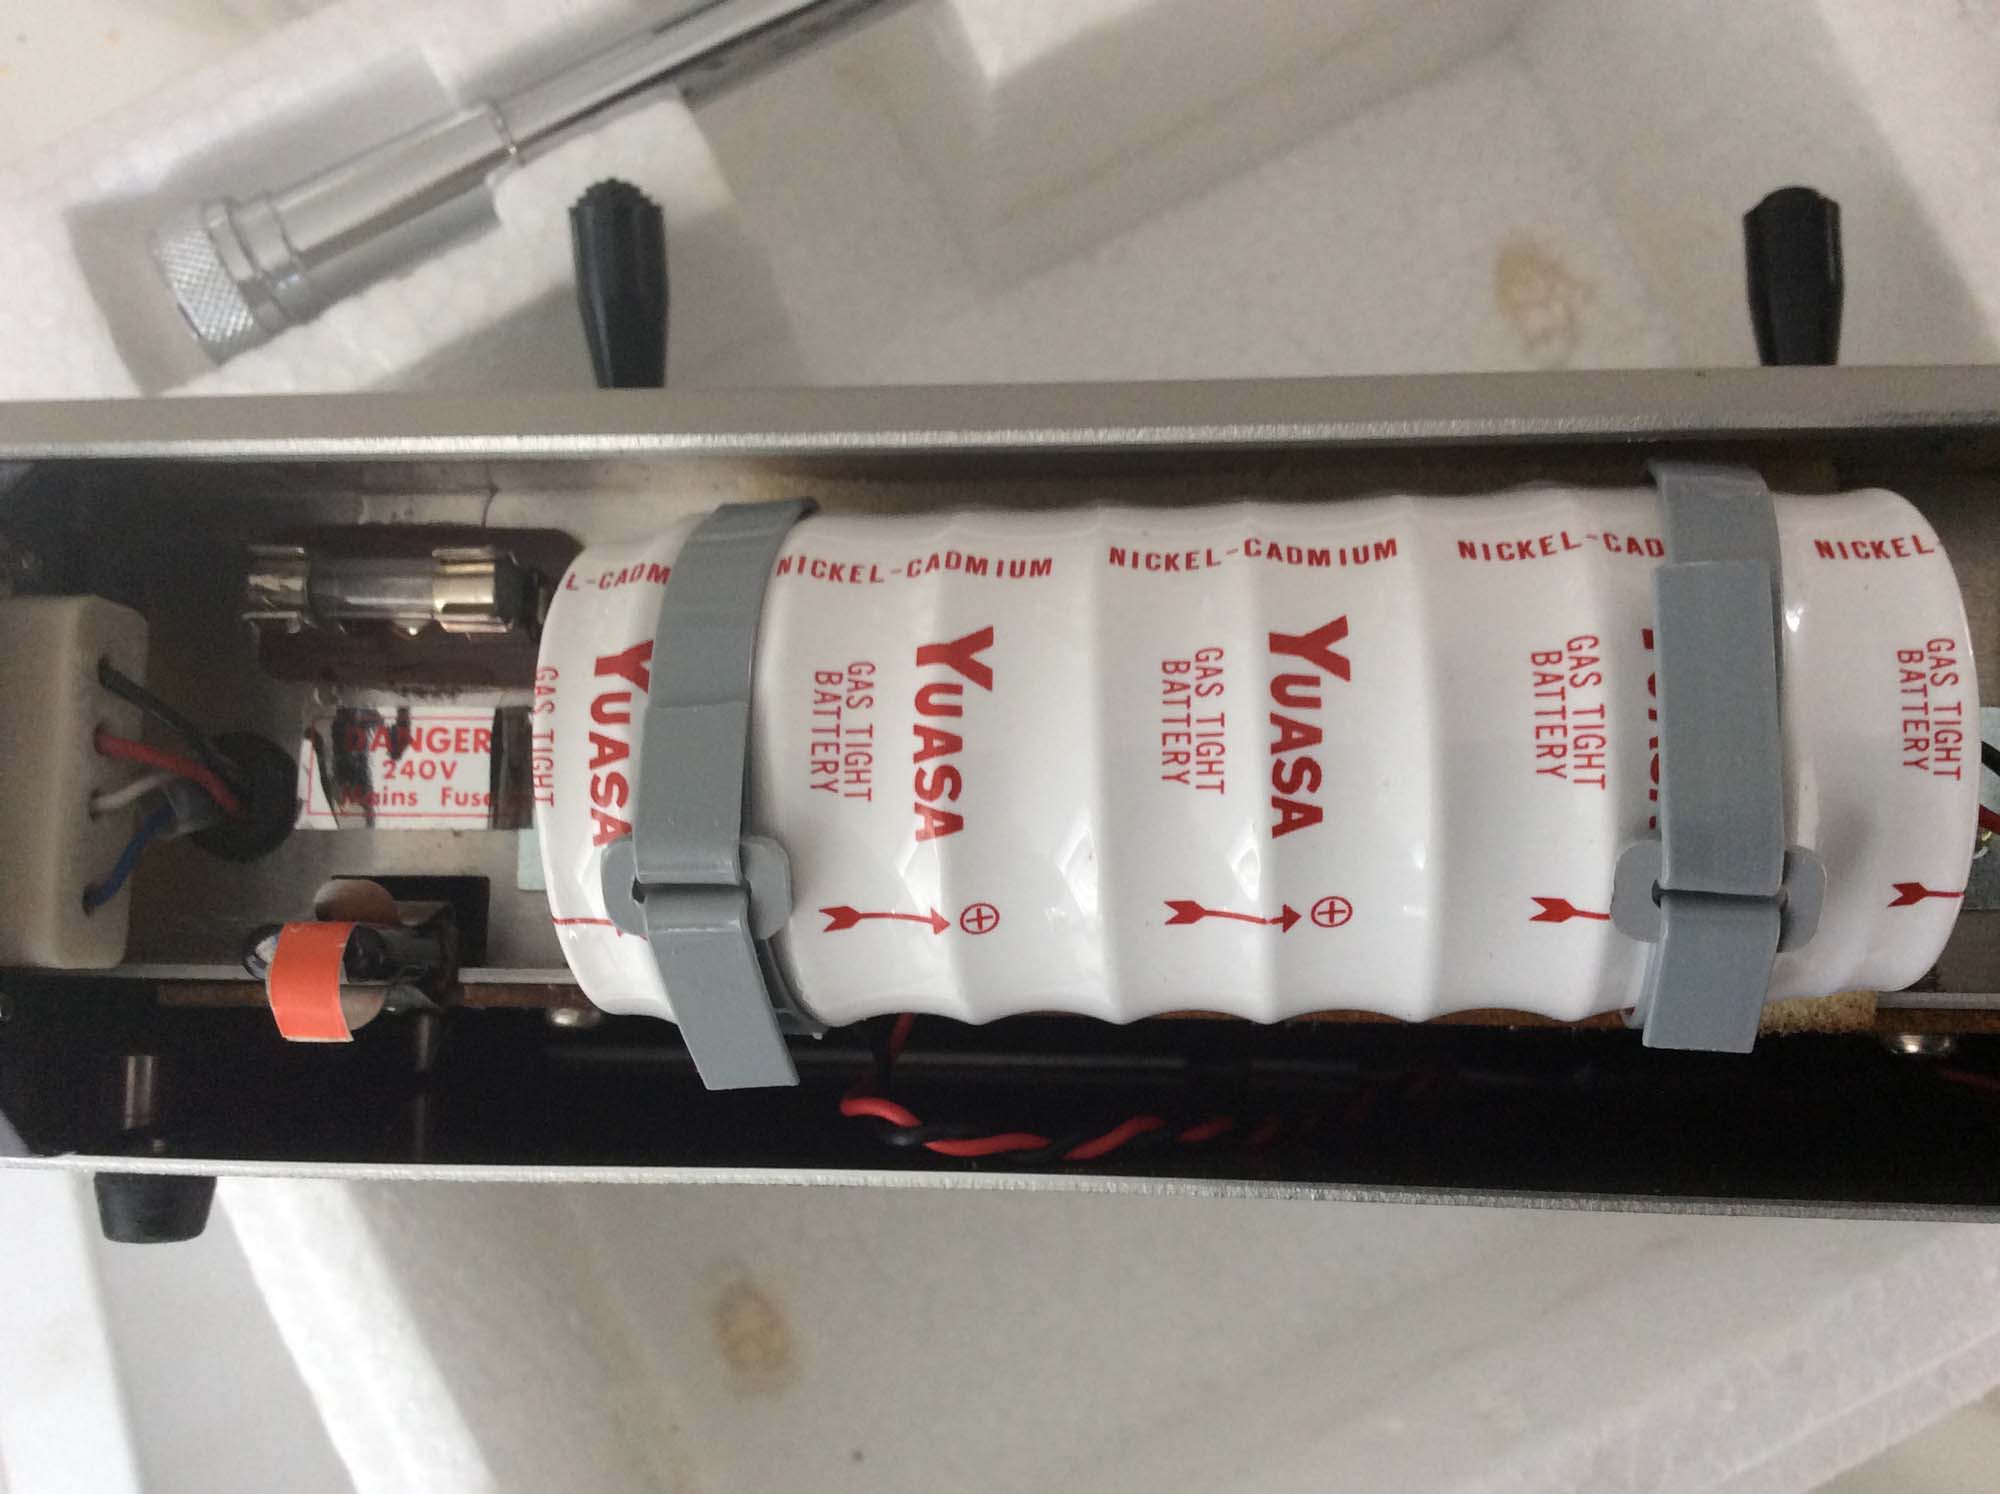 DANGER
240V
Mains Fuse
L-CADM
YUASA
GAS TIGHT
NICKEL-CADMIUM
YUASA
GAS TIGHT
BATTERY
NICKEL-CADMIUM
YUASA
GAS TIGHT
BATTERY
NICKEL-CAD
GAS TIGHT
BATTERY
NICKEL
GAS TIGHT
BATTERY